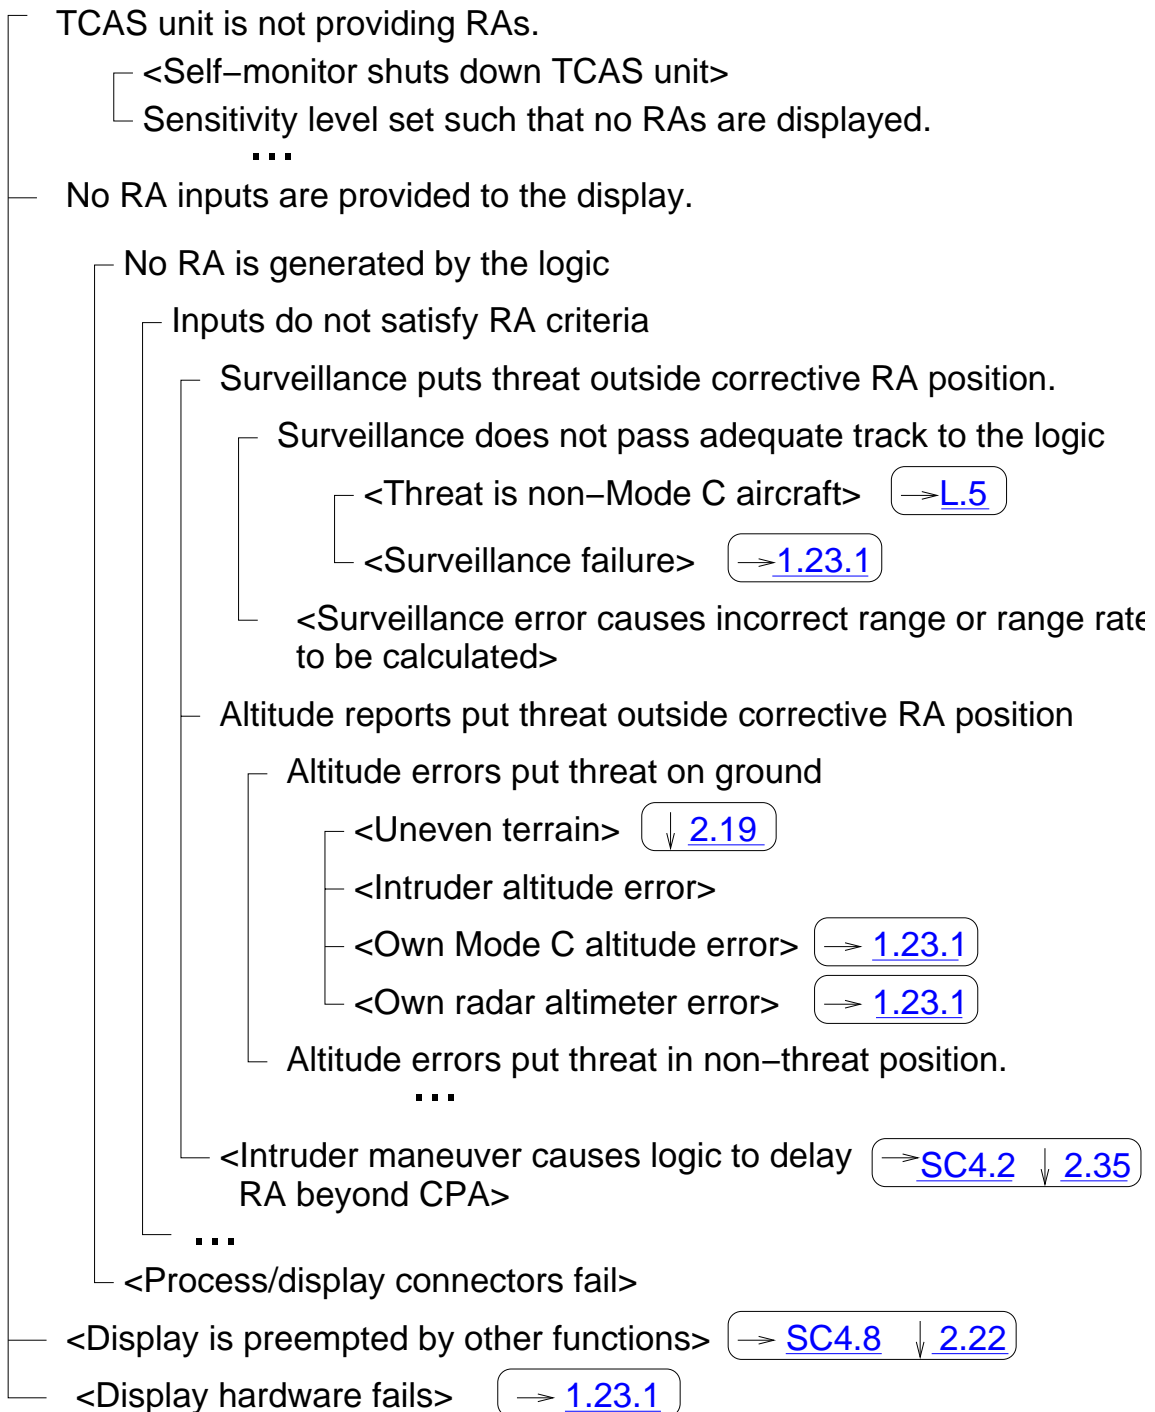 TCAS unit is not providing RAs.
<Self−monitor shuts down TCAS unit>
Sensitivity level set such that no RAs are displayed.
...
No RA inputs are provided to the display.
No RA is generated by the logic
Inputs do not satisfy RA criteria
Surveillance puts threat outside corrective RA position.
Surveillance does not pass adequate track to the logic
<Threat is non−Mode C aircraft> →L.5
<Surveillance failure> →1.23.1
<Surveillance error causes incorrect range or range rate
to be calculated>
Altitude reports put threat outside corrective RA position
Altitude errors put threat on ground
<Uneven terrain> ↓ 2.19
<Intruder altitude error>
<Own Mode C altitude error> → 1.23.1
<Own radar altimeter error> → 1.23.1
Altitude errors put threat in non−threat position.
...
<Intruder maneuver causes logic to delay →SC4.2 ↓ 2.35
RA beyond CPA>
...
<Process/display connectors fail>
<Display is preempted by other functions> → SC4.8 ↓ 2.22
<Display hardware fails> → 1.23.1